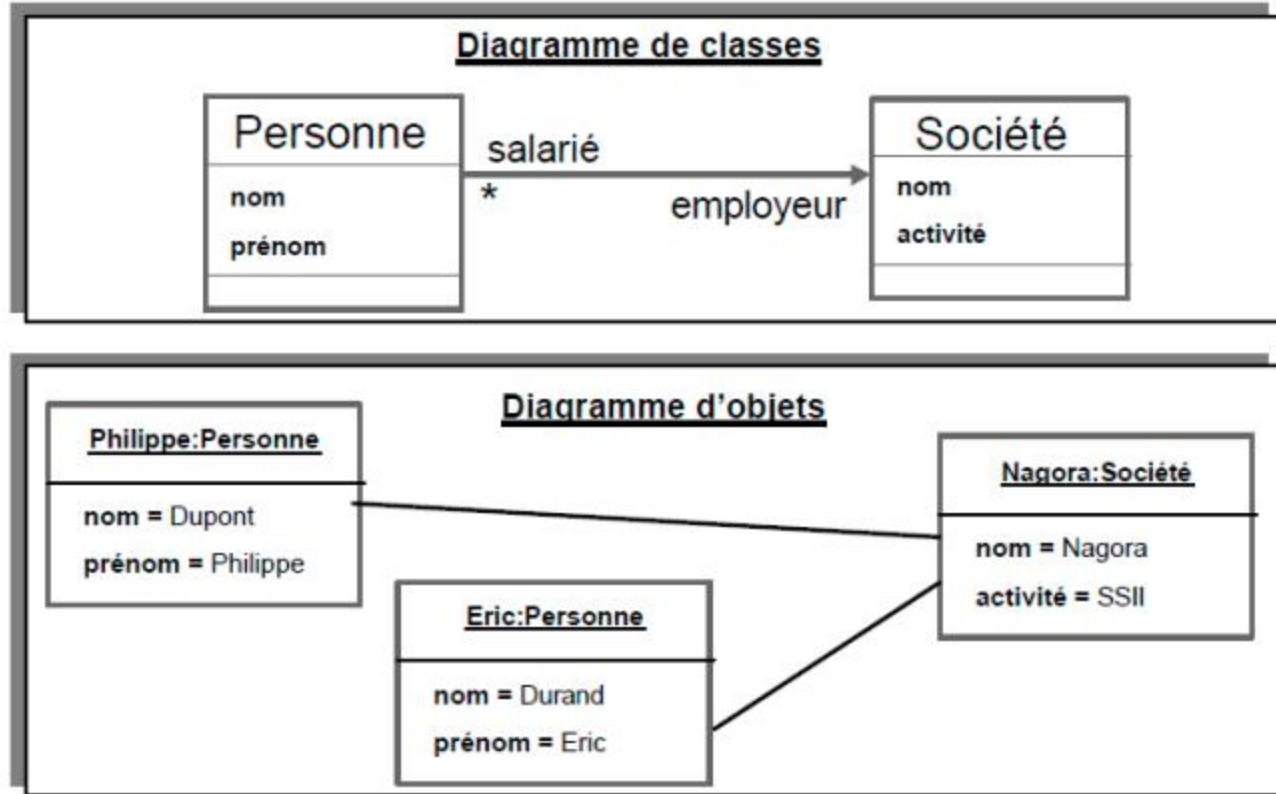 Diagramme de classes
Personne
nom
prénom
salarié
*
employeur
Société
nom
activité
Diagramme d'objets
Philippe:Personne
nom = Dupont
prénom = Philippe
Eric:Personne
nom = Durand
prénom = Eric
Nagora:Société
nom = Nagora
activité = SSII